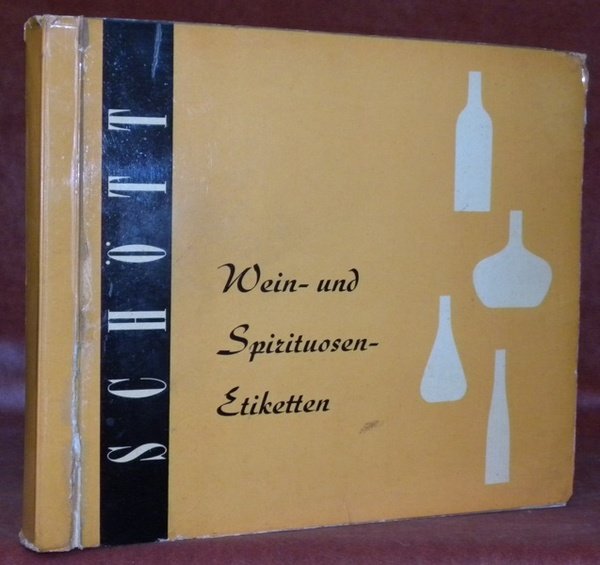 SCHÖTT
Wein- und
Spirituosen-
Etiketten